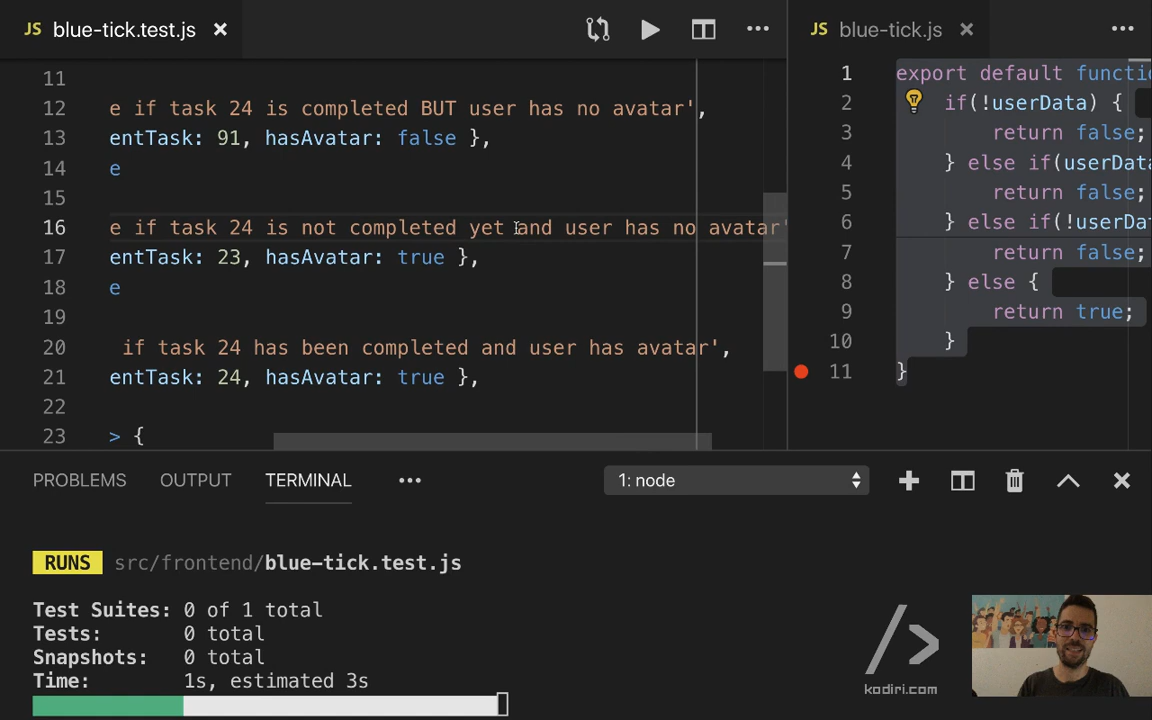 JS blue-tick.test.js
11
12 e if task 24 is completed BUT user has no avatar',
13 entTask: 91, hasAvatar: false },
14 e
15
16 e if task 24 is not completed yet and user has no avatar'
17 entTask: 23, hasAvatar: true },
18 e
19
20 if task 24 has been completed and user has avatar',
21 entTask: 24, hasAvatar: true },
22
23 > {
JS blue-tick.js
1 export default functio
2 if(!userData) {
3 return false;
4 } else if(userData
5 return false;
6 } else if(!userDa
7 return false;
8 } else {
9 return true;
10 }
11 }
PROBLEMS OUTPUT TERMINAL
1: node
RUNS src/frontend/blue-tick.test.js
Test Suites: 0 of 1 total
Tests: 0 total
Snapshots: 0 total
Time: 1s, estimated 3s
/>
kodiri.com